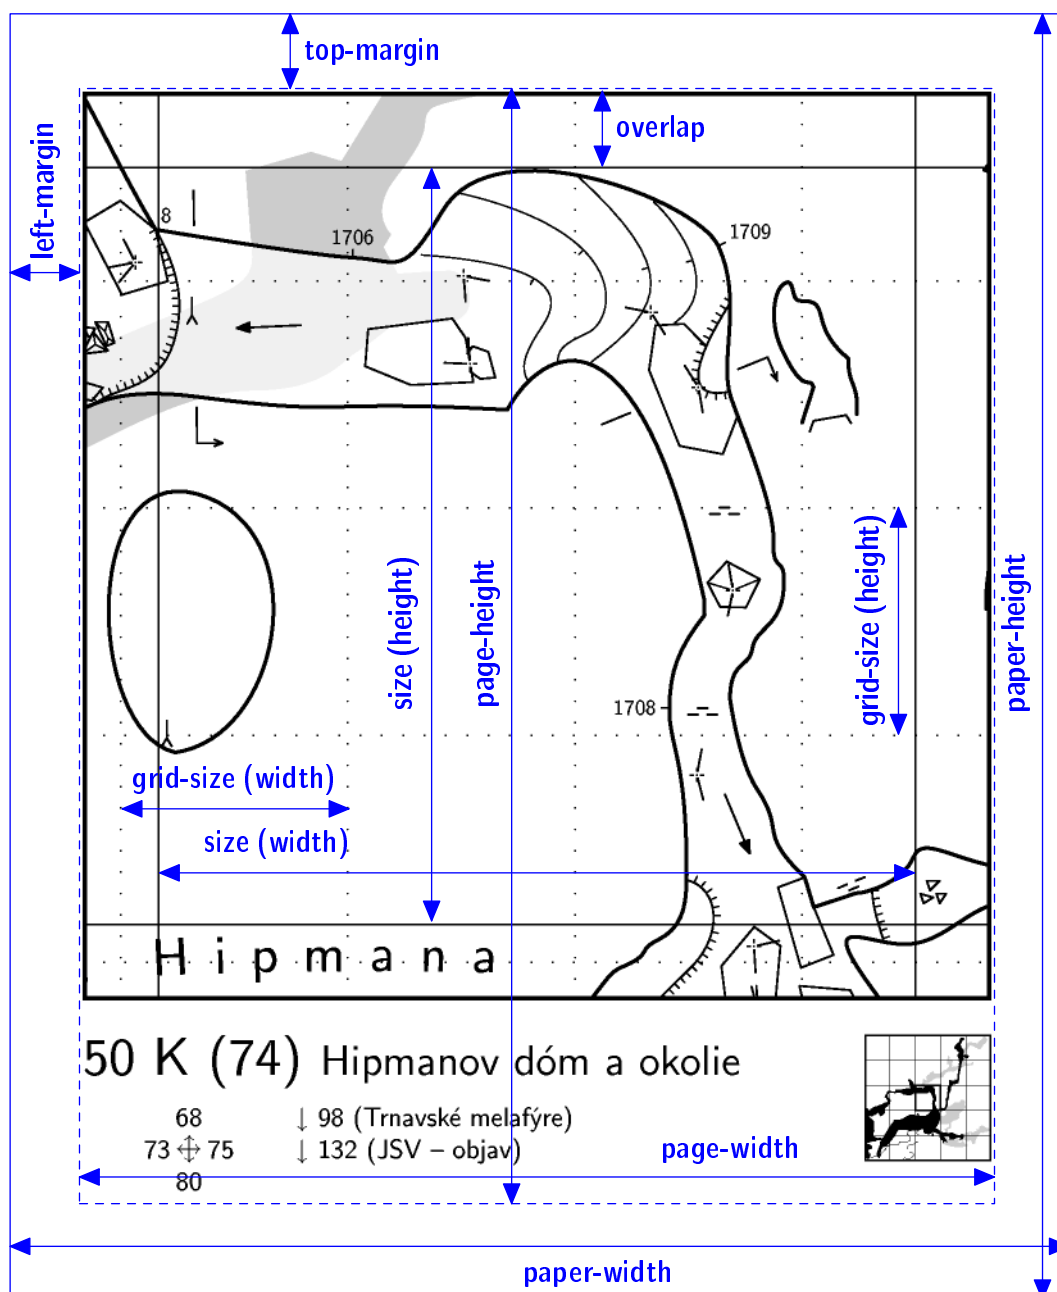 top-margin
overlap
left-margin
8
1706
1709
size (height)
page-height
grid-size (height)
paper-height
1708
grid-size (width)
size (width)
Hipmana
50 K (74) Hipmanov dóm a okolie
68 ↓ 98 (Trnavské melafýre)
73 75 ↓ 132 (JSV – objav)
page-width
80
paper-width